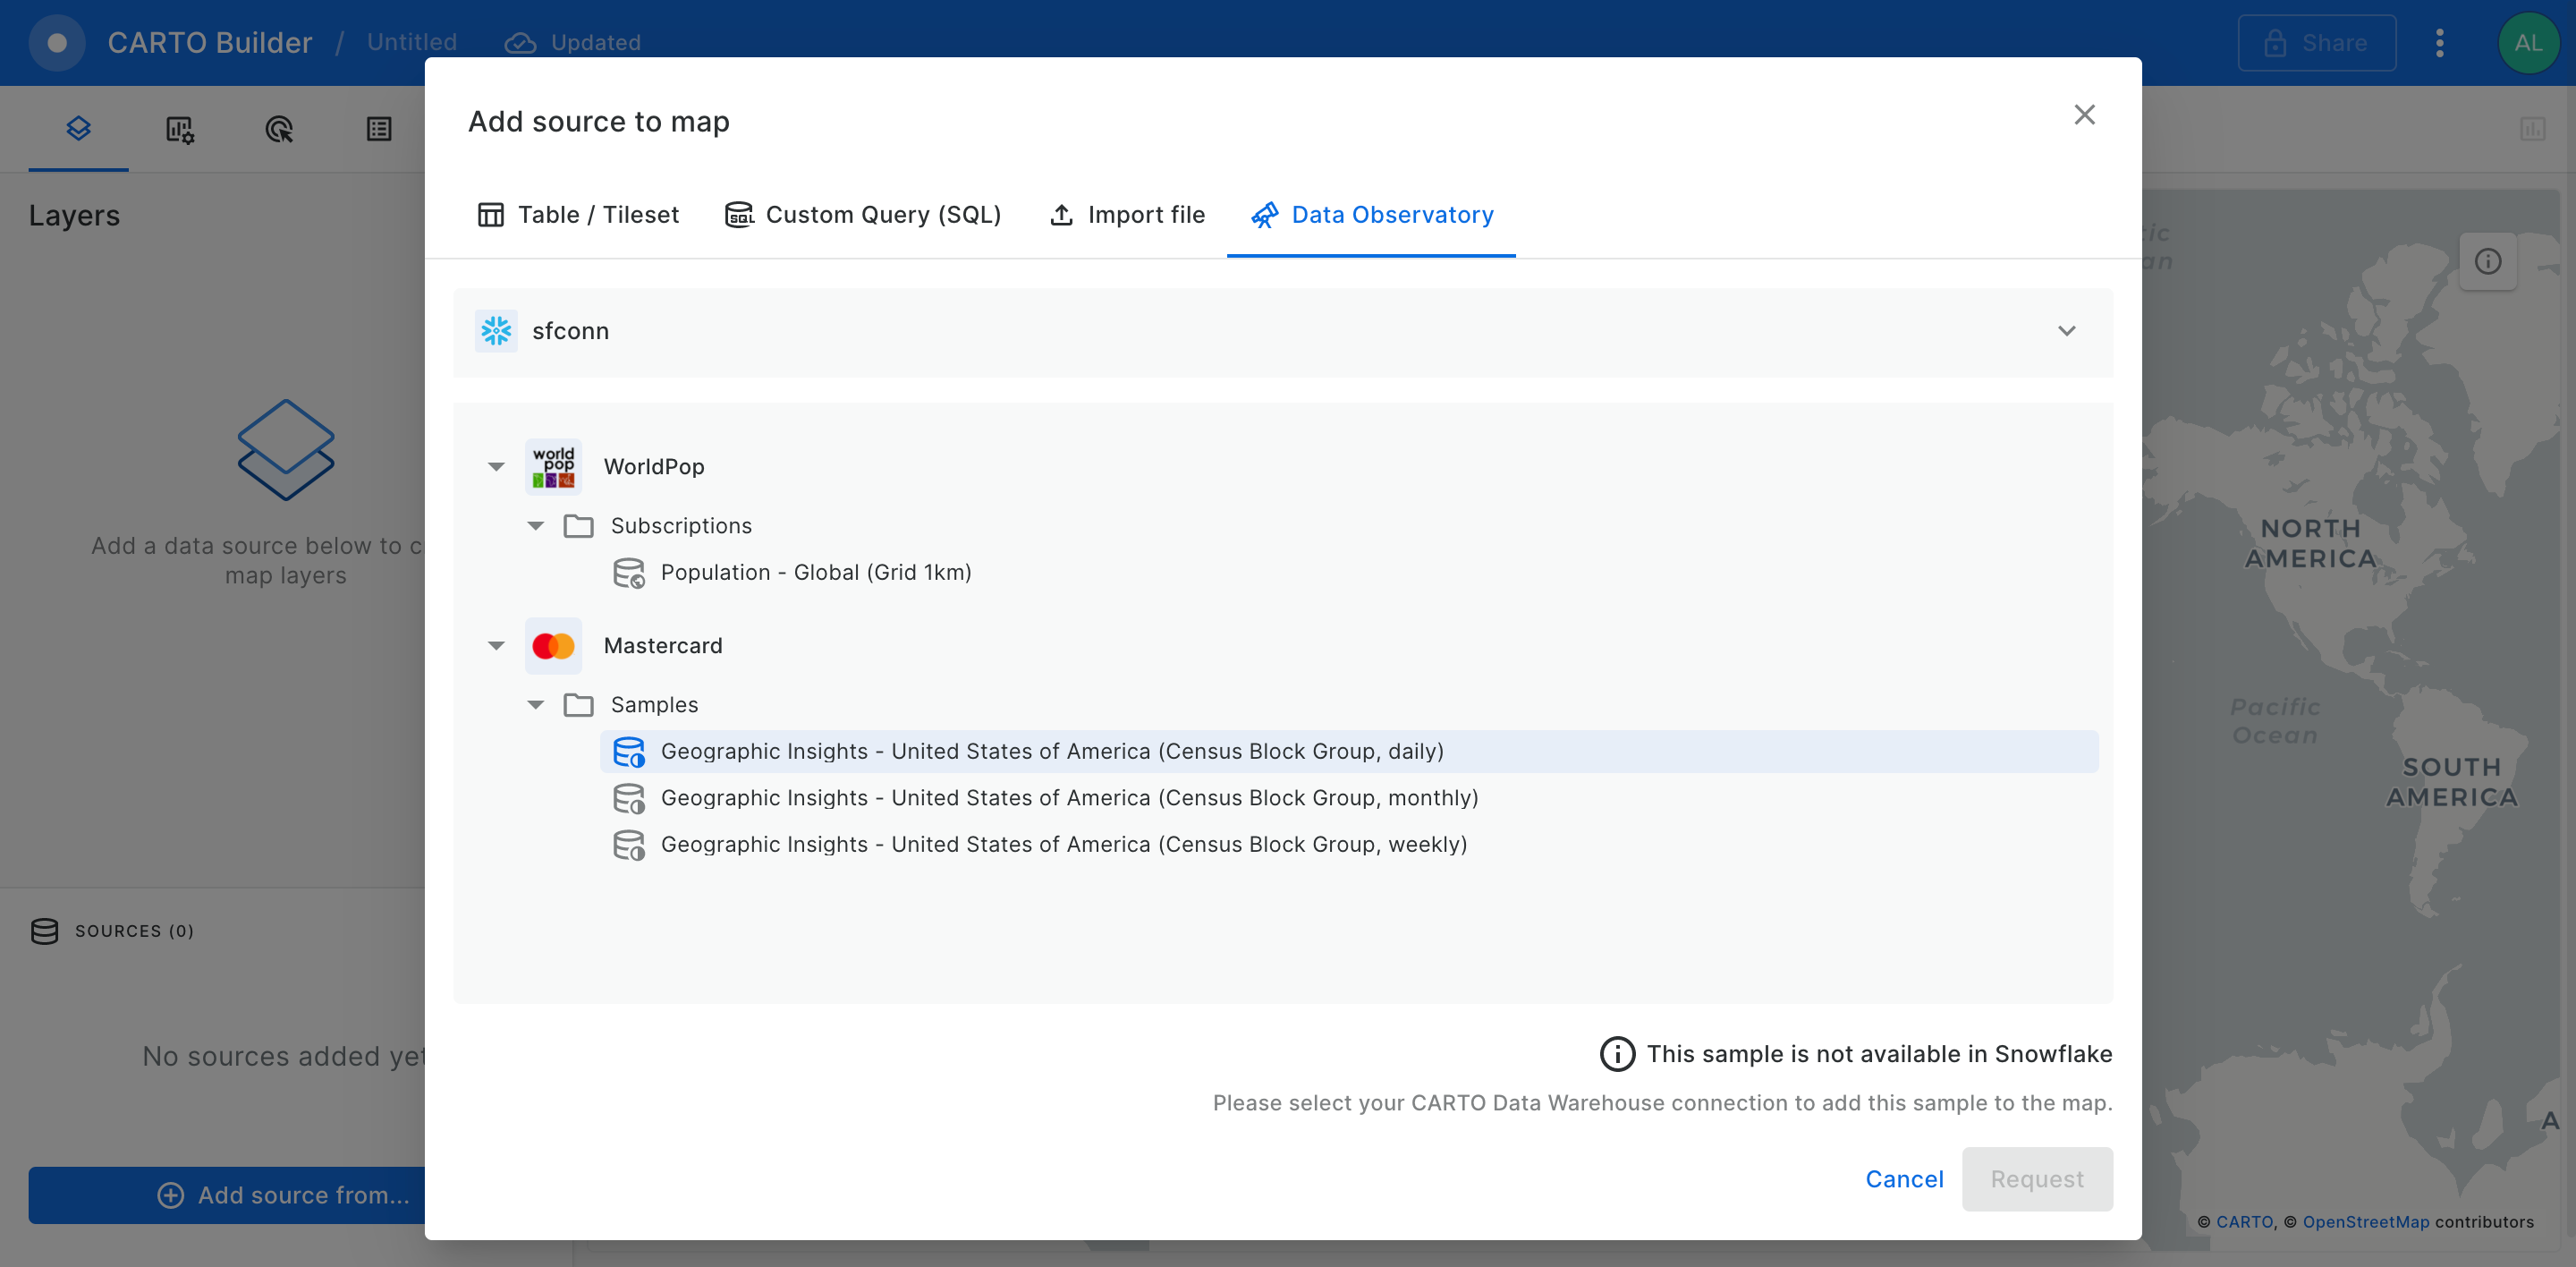 CARTO Builder / Untitled Updated
Share
AL
Layers
Add a data source below to c
map layers
SOURCES (0)
No sources added yet
Add source from...
Add source to map
Table / Tileset
SQL
Custom Query (SQL)
Import file
Data Observatory
sfconn
world
pop
WorldPop
Subscriptions
Population - Global (Grid 1km)
Mastercard
Samples
Geographic Insights - United States of America (Census Block Group, daily)
Geographic Insights - United States of America (Census Block Group, monthly)
Geographic Insights - United States of America (Census Block Group, weekly)
This sample is not available in Snowflake
Please select your CARTO Data Warehouse connection to add this sample to the map.
Cancel
Request
tic
an
NORTH
AMERICA
Pacific
Ocean
SOUTH
AMERICA
A
© CARTO, © OpenStreetMap contributors